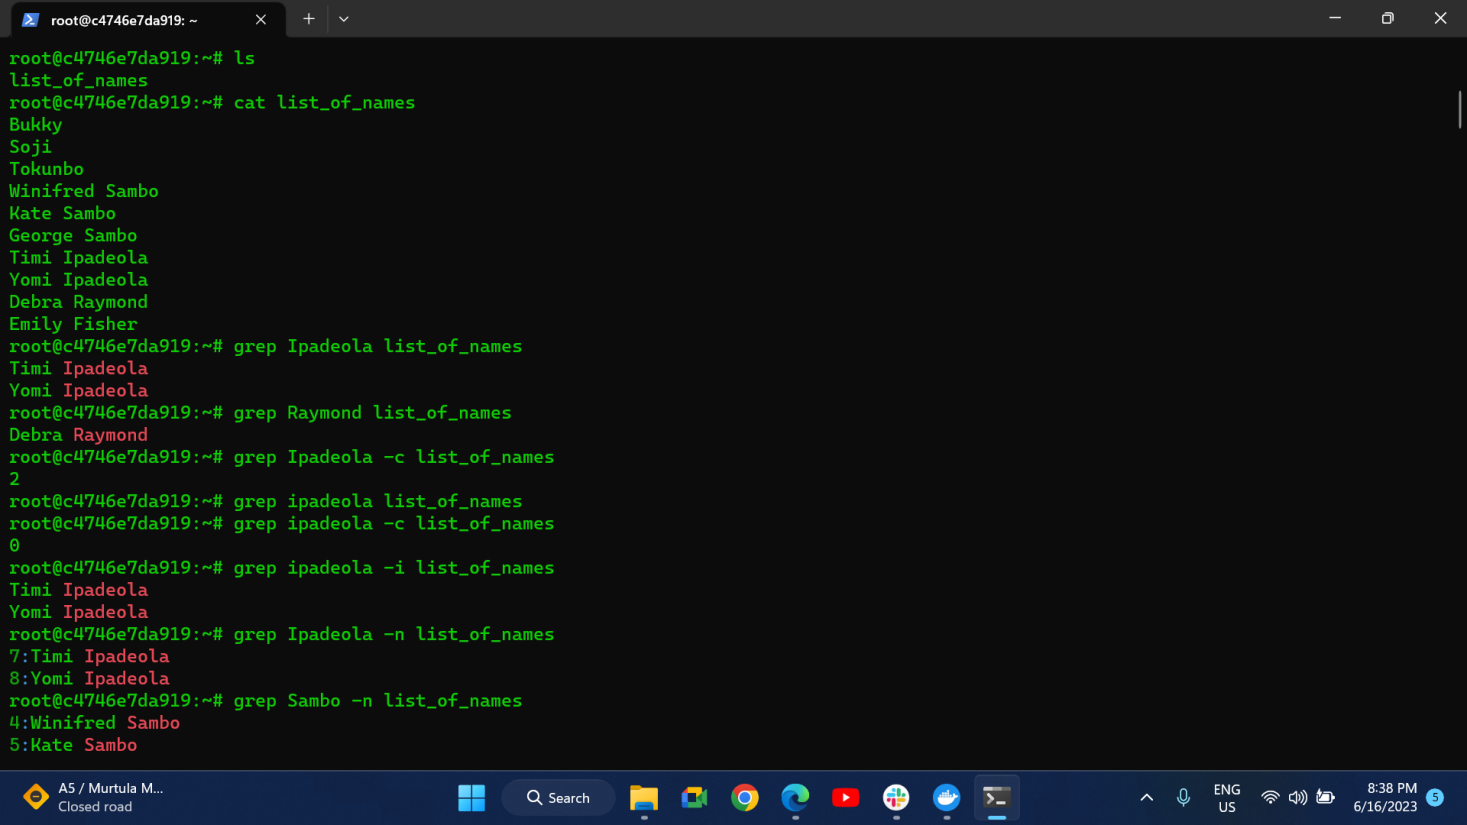 root@c4746e7da919: ~
root@c4746e7da919:~# ls
list_of_names
root@c4746e7da919:~# cat list_of_names
Bukky
Soji
Tokunbo
Winifred Sambo
Kate Sambo
George Sambo
Timi Ipadeola
Yomi Ipadeola
Debra Raymond
Emily Fisher
root@c4746e7da919:~# grep Ipadeola list_of_names
Timi Ipadeola
Yomi Ipadeola
root@c4746e7da919:~# grep Raymond list_of_names
Debra Raymond
root@c4746e7da919:~# grep Ipadeola -c list_of_names
2
root@c4746e7da919:~# grep ipadeola list_of_names
root@c4746e7da919:~# grep ipadeola -c list_of_names
0
root@c4746e7da919:~# grep ipadeola -i list_of_names
Timi Ipadeola
Yomi Ipadeola
root@c4746e7da919:~# grep Ipadeola -n list_of_names
7:Timi Ipadeola
8:Yomi Ipadeola
root@c4746e7da919:~# grep Sambo -n list_of_names
4:Winifred Sambo
5:Kate Sambo
A5 / Murtula M...
Closed road
Search
ENG
US
8:38 PM
6/16/2023
5